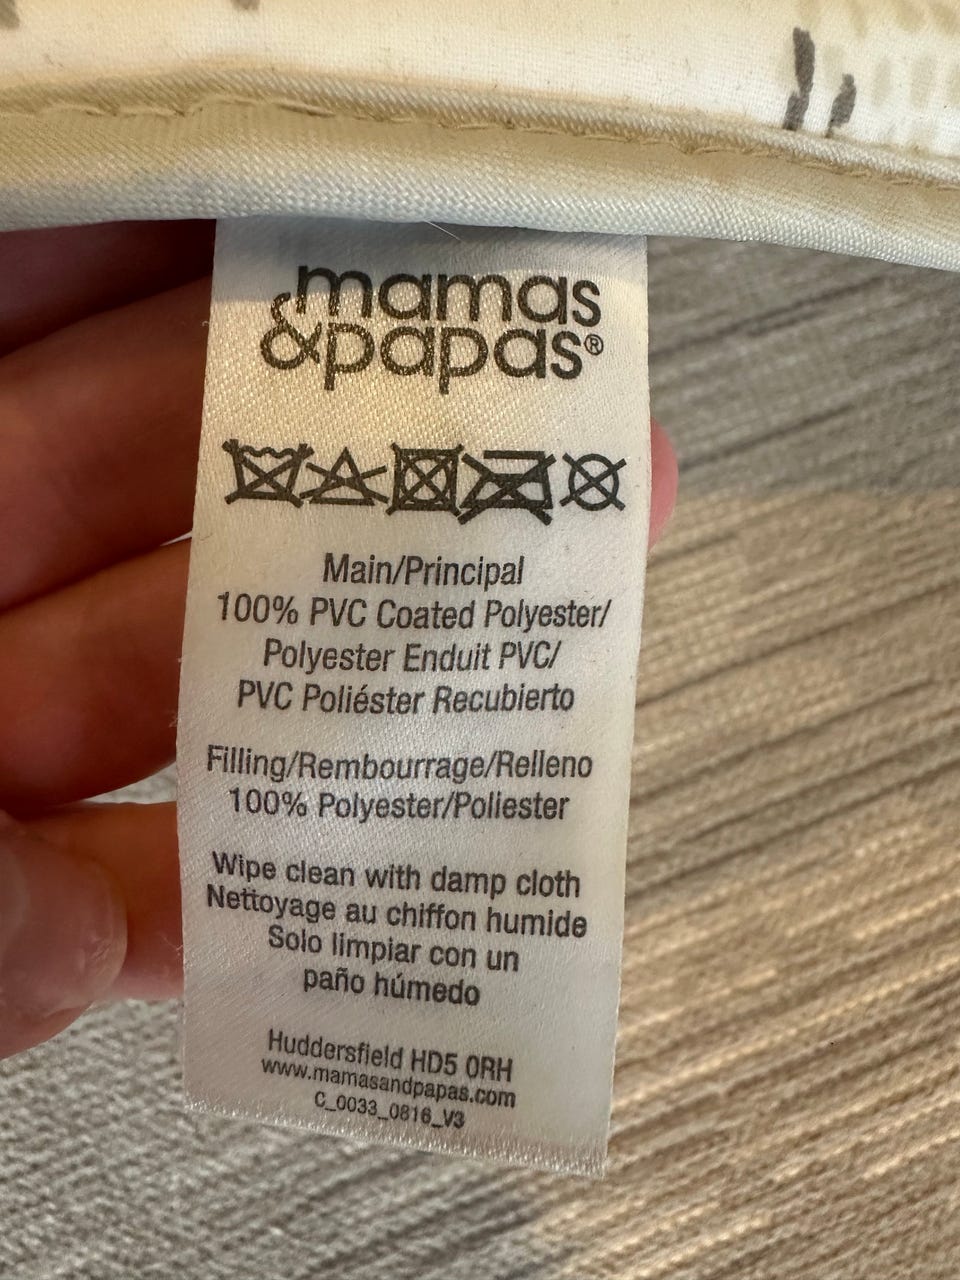 mamas
&papas®
Main/Principal
100% PVC Coated Polyester/
Polyester Enduit PVC/
PVC Poliéster Recubierto
Filling/Rembourrage/Relleno
100% Polyester/Poliester
Wipe clean with damp cloth
Nettoyage au chiffon humide
Solo limpiar con un
paño húmedo
Huddersfield HD5 0RH
www.mamasandpapas.com
C_0033_0816_V3